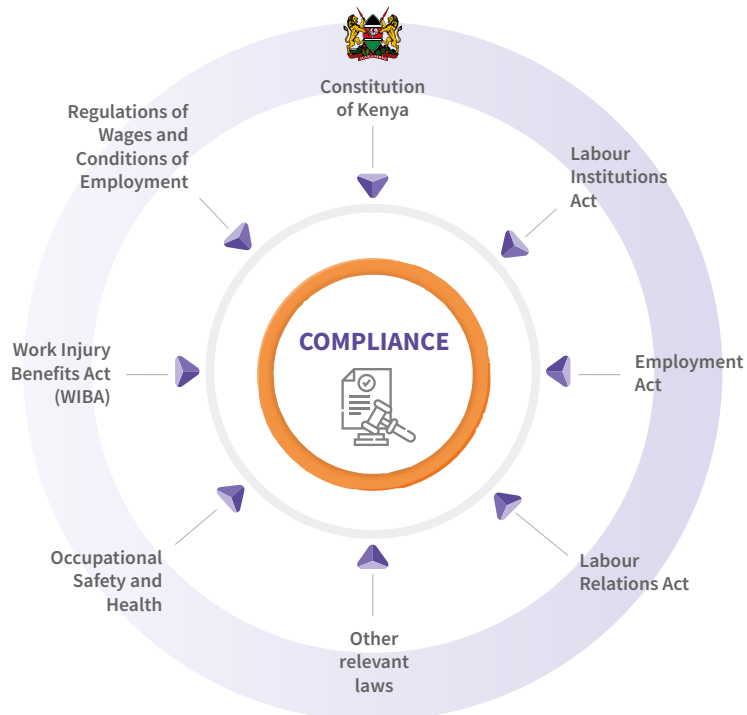 Constitution
of Kenya
Labour
Institutions
Act
Employment
Act
Labour
Relations Act
Other
relevant
laws
Occupational
Safety and
Health
Work Injury
Benefits Act
(WIBA)
Regulations of
Wages and
Conditions of
Employment
COMPLIANCE